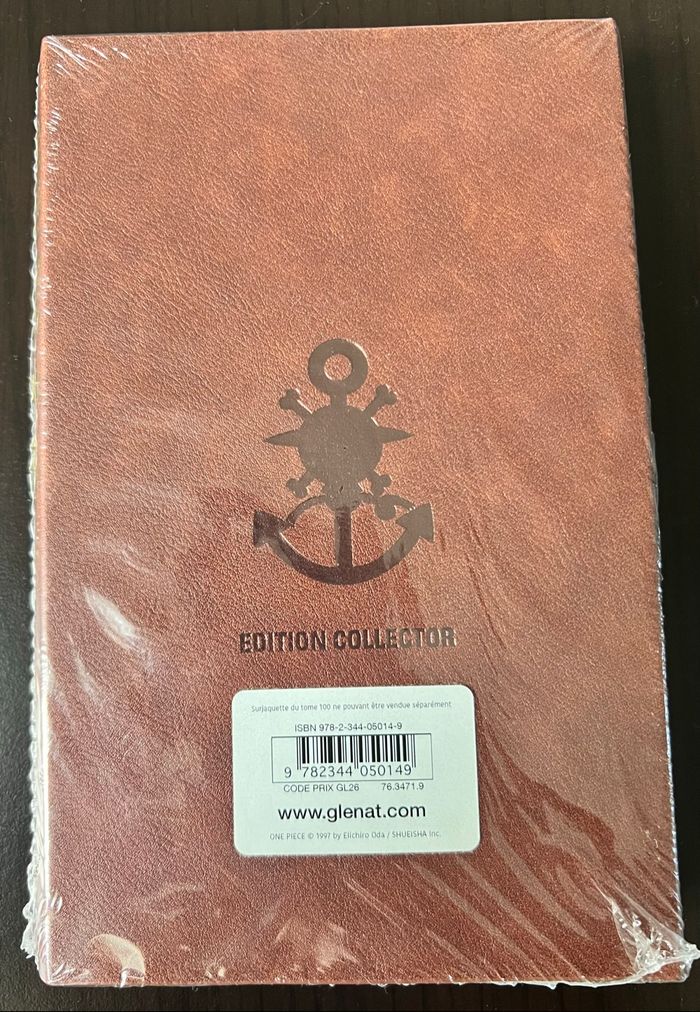 EDITION COLLECTOR
Surjaquette du tome 100 ne pouvant être vendue séparément
ISBN 978-2-344-05014-9
9 782344 050149
CODE PRIX GL26 76.3471.9
www.glenat.com
ONE PIECE © 1997 by Eiichiro Oda / SHUEISHA Inc.